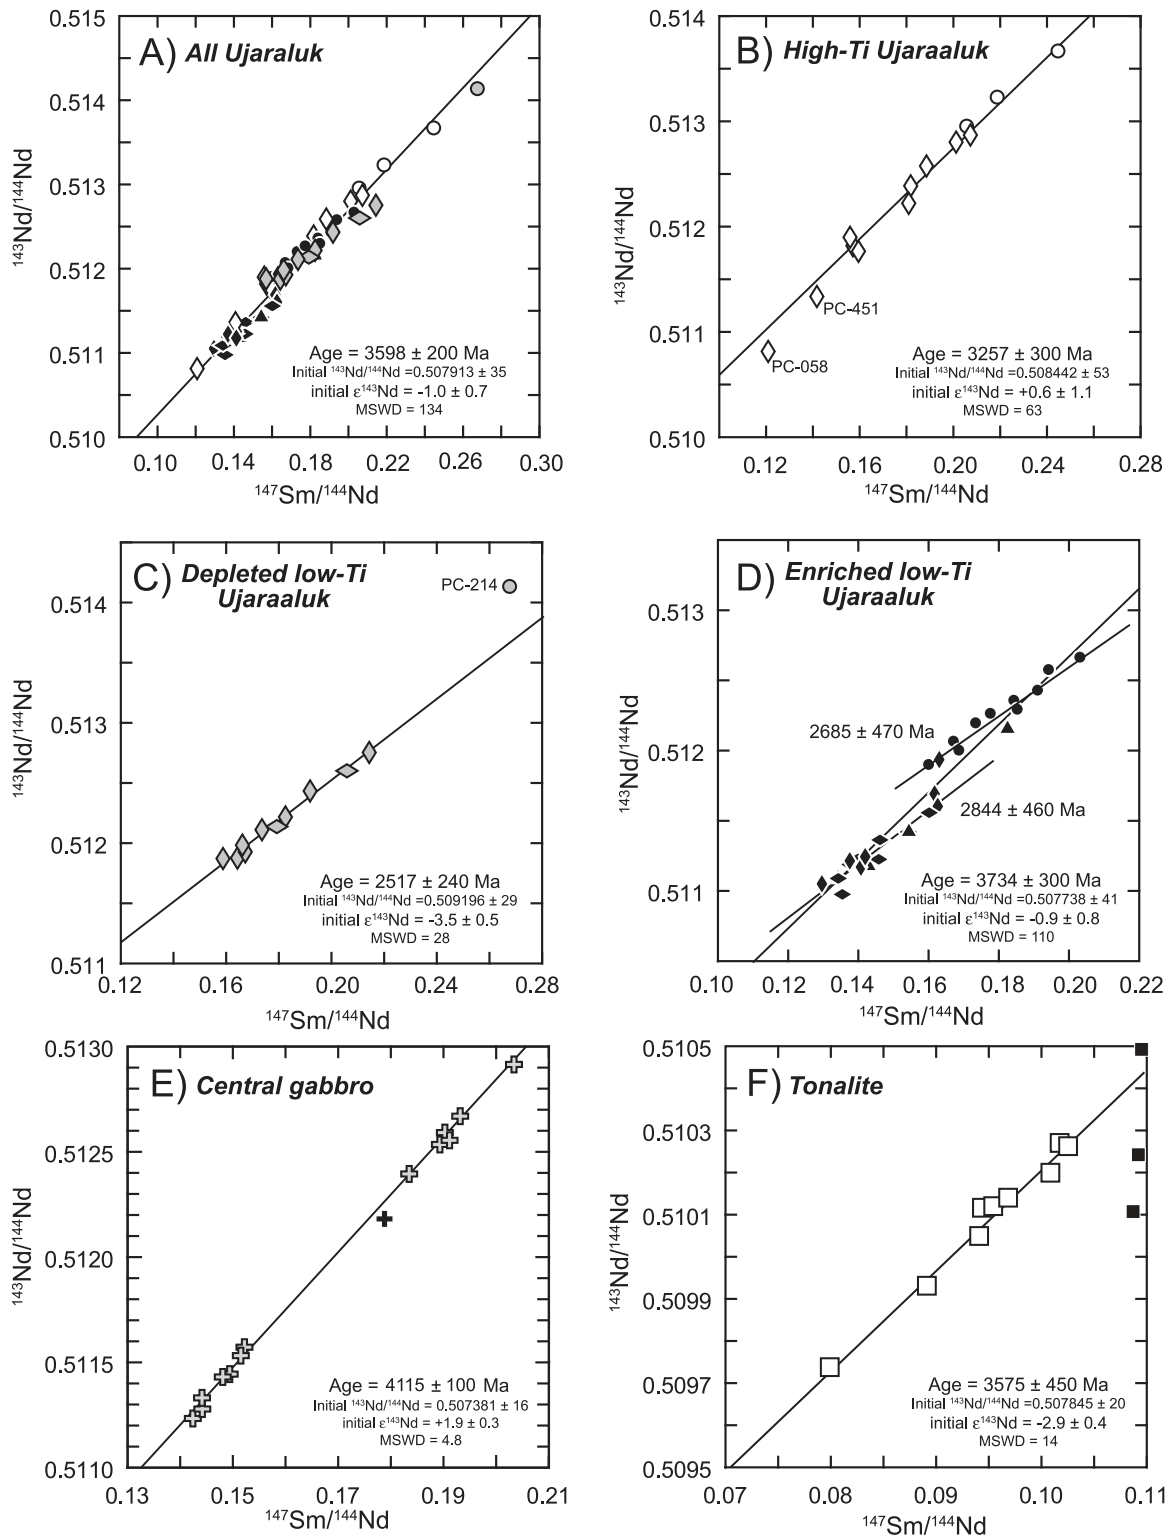 A) All Ujaraluk
0.515
0.514
0.513
0.512
0.511
0.510
¹⁴³Nd/¹⁴⁴Nd
Age = 3598 ± 200 Ma
Initial ¹⁴³Nd/¹⁴⁴Nd =0.507913 ± 35
initial ε¹⁴³Nd = -1.0 ± 0.7
MSWD = 134
0.10 0.14 0.18 0.22 0.26 0.30
¹⁴⁷Sm/¹⁴⁴Nd
B) High-Ti Ujaraaluk
0.514
0.513
0.512
0.511
0.510
¹⁴³Nd/¹⁴⁴Nd
PC-451
PC-058
Age = 3257 ± 300 Ma
Initial ¹⁴³Nd/¹⁴⁴Nd =0.508442 ± 53
initial ε¹⁴³Nd = +0.6 ± 1.1
MSWD = 63
0.12 0.16 0.20 0.24 0.28
¹⁴⁷Sm/¹⁴⁴Nd
C) Depleted low-Ti
Ujaraaluk
PC-214
0.514
0.513
0.512
0.511
¹⁴³Nd/¹⁴⁴Nd
Age = 2517 ± 240 Ma
Initial ¹⁴³Nd/¹⁴⁴Nd =0.509196 ± 29
initial ε¹⁴³Nd = -3.5 ± 0.5
MSWD = 28
0.12 0.16 0.20 0.24 0.28
¹⁴⁷Sm/¹⁴⁴Nd
D) Enriched low-Ti
Ujaraaluk
0.513
0.512
0.511
¹⁴³Nd/¹⁴⁴Nd
2685 ± 470 Ma
2844 ± 460 Ma
Age = 3734 ± 300 Ma
Initial ¹⁴³Nd/¹⁴⁴Nd =0.507738 ± 41
initial ε¹⁴³Nd = -0.9 ± 0.8
MSWD = 110
0.10 0.14 0.16 0.18 0.20 0.22
¹⁴⁷Sm/¹⁴⁴Nd
E) Central gabbro
0.5130
0.5125
0.5120
0.5115
0.5110
¹⁴³Nd/¹⁴⁴Nd
Age = 4115 ± 100 Ma
Initial ¹⁴³Nd/¹⁴⁴Nd = 0.507381 ± 16
initial ε¹⁴³Nd = +1.9 ± 0.3
MSWD = 4.8
0.13 0.15 0.17 0.19 0.21
¹⁴⁷Sm/¹⁴⁴Nd
F) Tonalite
0.5105
0.5103
0.5101
0.5099
0.5097
0.5095
¹⁴³Nd/¹⁴⁴Nd
Age = 3575 ± 450 Ma
Initial ¹⁴³Nd/¹⁴⁴Nd =0.507845 ± 20
initial ε¹⁴³Nd = -2.9 ± 0.4
MSWD = 14
0.07 0.08 0.09 0.10 0.11
¹⁴⁷Sm/¹⁴⁴Nd